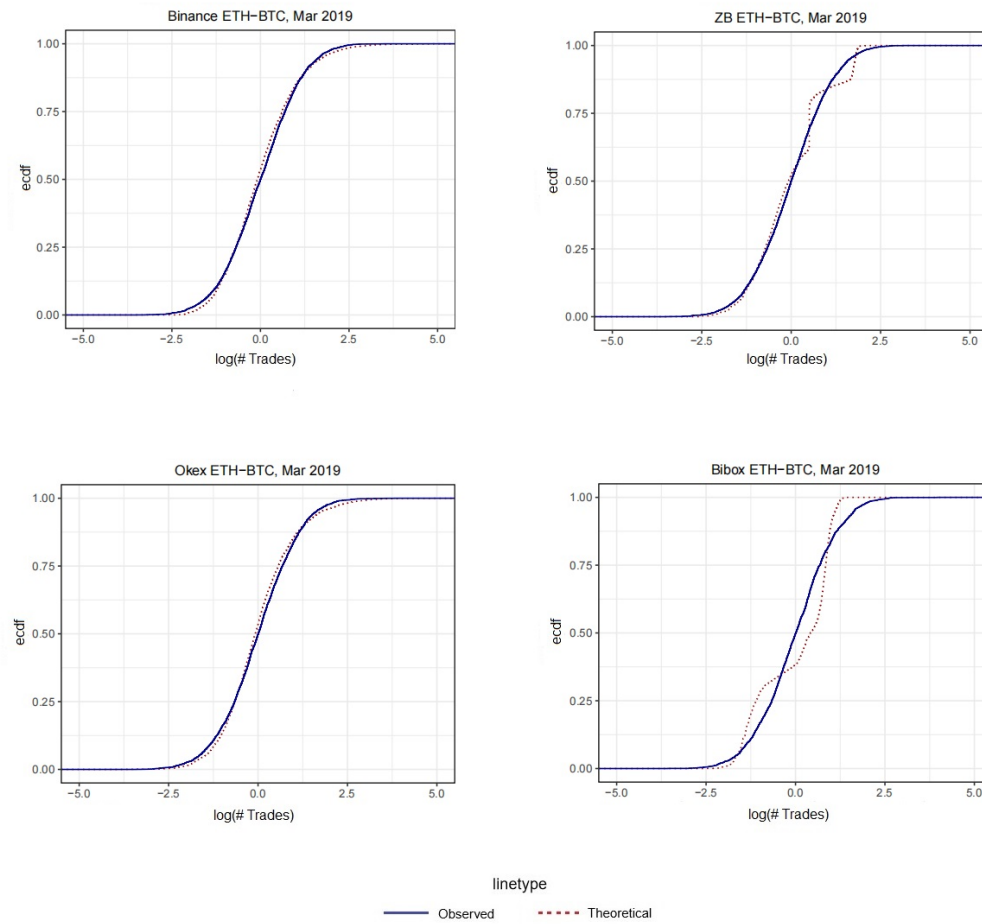 Binance ETH−BTC, Mar 2019
1.00
0.75
0.50
0.25
0.00
ecdf
−5.0 −2.5 0.0 2.5 5.0
log(# Trades)
ZB ETH−BTC, Mar 2019
1.00
0.75
0.50
0.25
0.00
ecdf
−5.0 −2.5 0.0 2.5 5.0
log(# Trades)
Okex ETH−BTC, Mar 2019
1.00
0.75
0.50
0.25
0.00
ecdf
−5.0 −2.5 0.0 2.5 5.0
log(# Trades)
Bibox ETH−BTC, Mar 2019
1.00
0.75
0.50
0.25
0.00
ecdf
−5.0 −2.5 0.0 2.5 5.0
log(# Trades)
linetype
Observed Theoretical